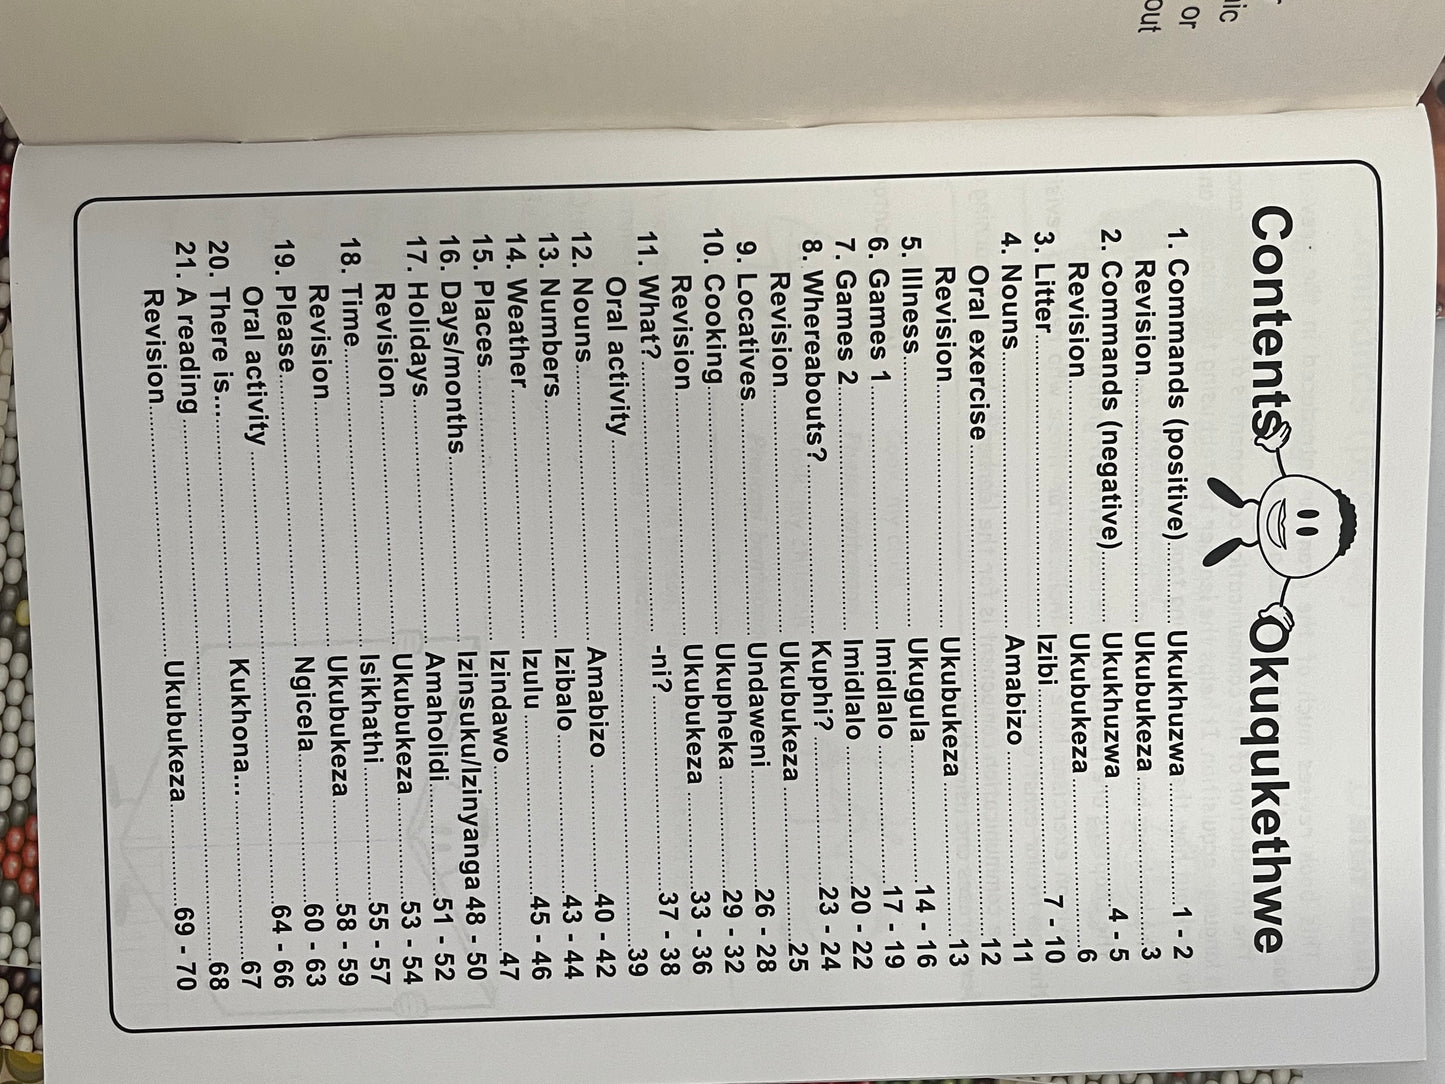 nic
or
out
Contents Okuqukethwe
1. Commands (positive)..........Ukukhuzwa..........1 - 2
Revision..........Ukubukeza..........3
2. Commands (negative)..........Ukukhuzwa..........4 - 5
Revision..........Ukubukeza..........6
3. Litter..........Izibi..........7 - 10
4. Nouns..........Amabizo..........11
Oral exercise..........12
Revision..........Ukubukeza..........13
5. Illness..........Ukugula..........14 - 16
6. Games 1..........Imidlalo..........17 - 19
7. Games 2..........Imidlalo..........20 - 22
8. Whereabouts?..........Kuphi?..........23 - 24
Revision..........Ukubukeza..........25
9. Locatives..........Undaweni..........26 - 28
10. Cooking..........Ukupheka..........29 - 32
Revision..........Ukubukeza..........33 - 36
11. What?..........-ni?..........37 - 38
Oral activity..........39
12. Nouns..........Amabizo..........40 - 42
13. Numbers..........Izibalo..........43 - 44
14. Weather..........Izulu..........45 - 46
15. Places..........Izindawo..........47
16. Days/months..........Izinsuku/Izinyanga 48 - 50
17. Holidays..........Amaholidi..........51 - 52
Revision..........Ukubukeza..........53 - 54
18. Time..........Isikhathi..........55 - 57
Revision..........Ukubukeza..........58 - 59
19. Please..........Ngicela..........60 - 63
Oral activity..........64 - 66
20. There is..........Kukhona..........67
21. A reading..........68
Revision..........Ukubukeza..........69 - 70